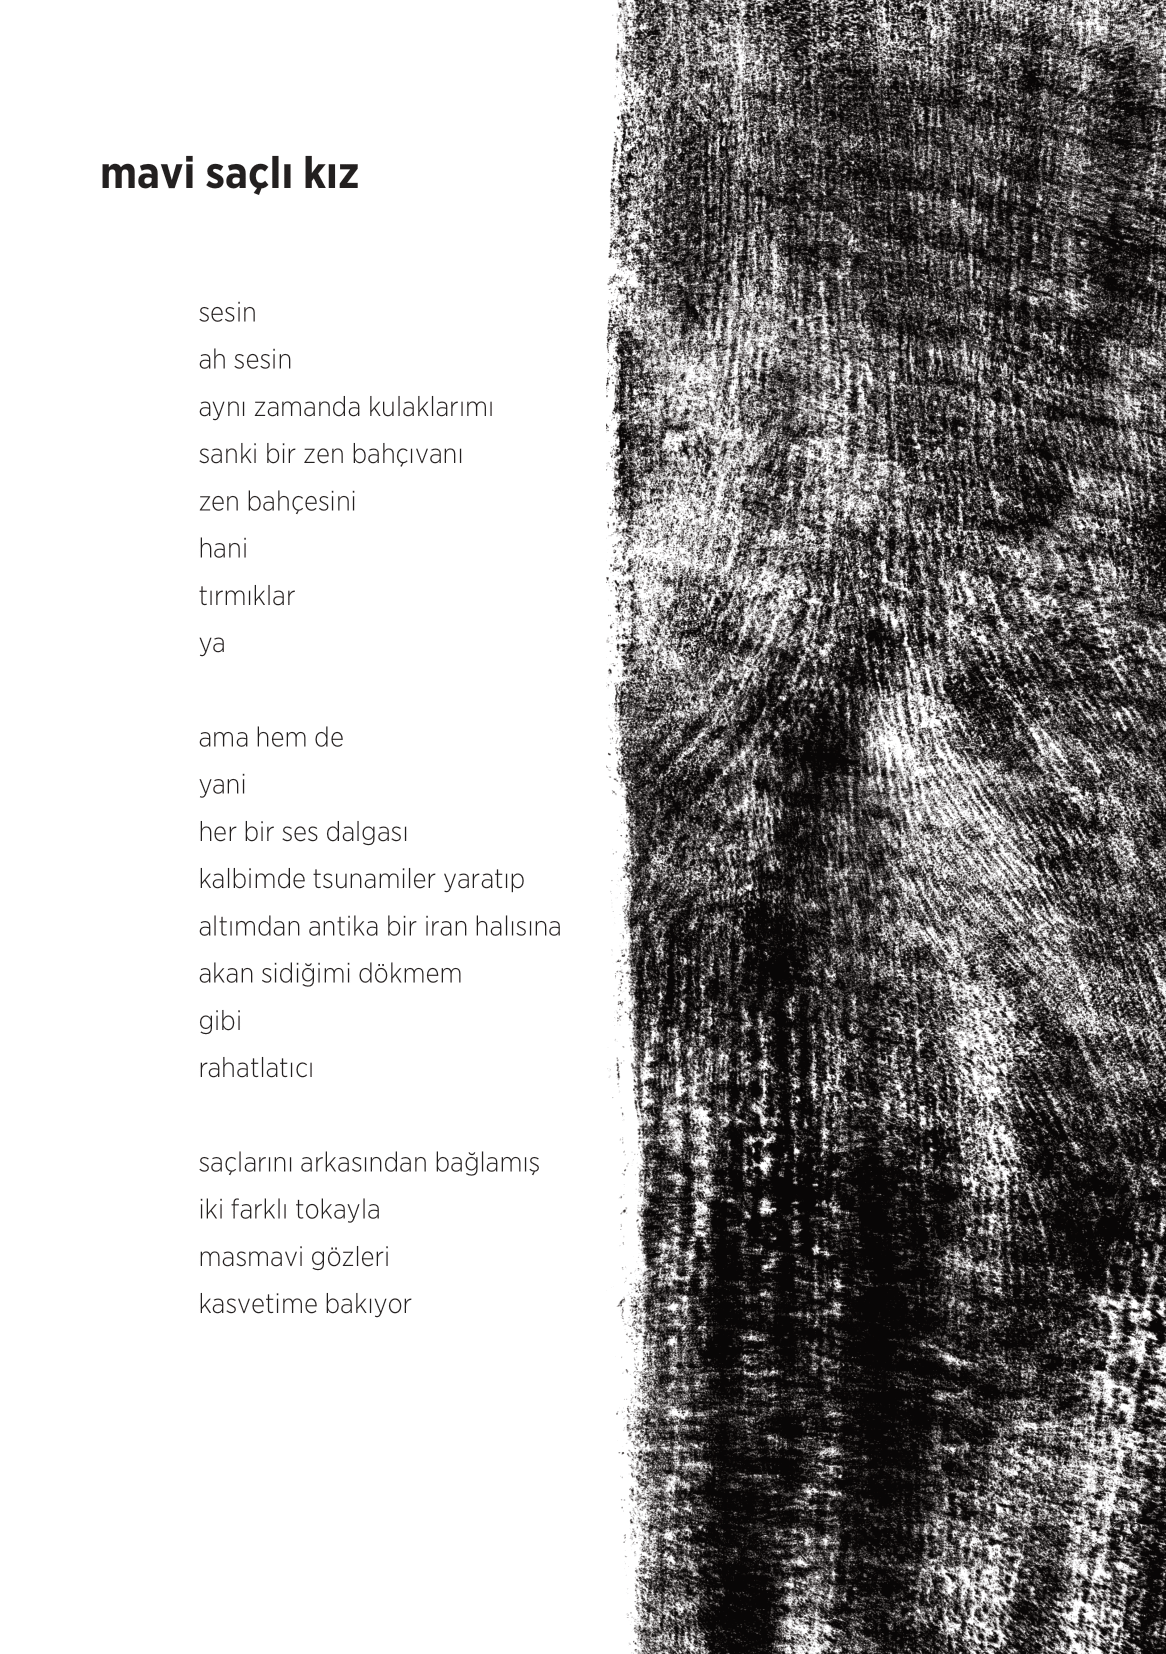 mavi saçlı kız
sesin
ah sesin
aynı zamanda kulaklarımı
sanki bir zen bahçıvanı
zen bahçesini
hani
tırmıklar
ya
ama hem de
yani
her bir ses dalgası
kalbimde tsunamiler yaratıp
altımdan antika bir iran halısına
akan sidiğimi dökmem
gibi
rahatlatıcı
saçlarını arkasından bağlamış
iki farklı tokayla
masmavi gözleri
kasvetime bakıyor